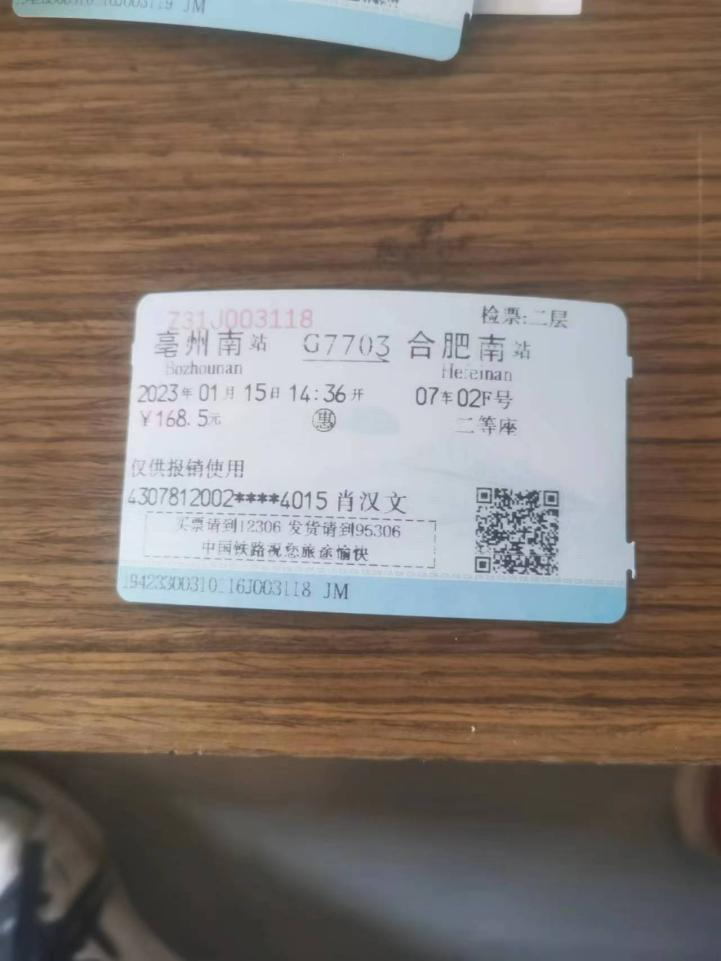 JM
Z31J003118
检票:二层
亳州南站 G7703 合肥南站
Bozhounan Hefeinan
2023年01月15日14:36开 07车02F号
￥168.5元 惠 二等座
仅供报销使用
4307812002****4015 肖汉文
买票请到12306 发货请到95306
中国铁路祝您旅途愉快
19423300310 16J003118 JM